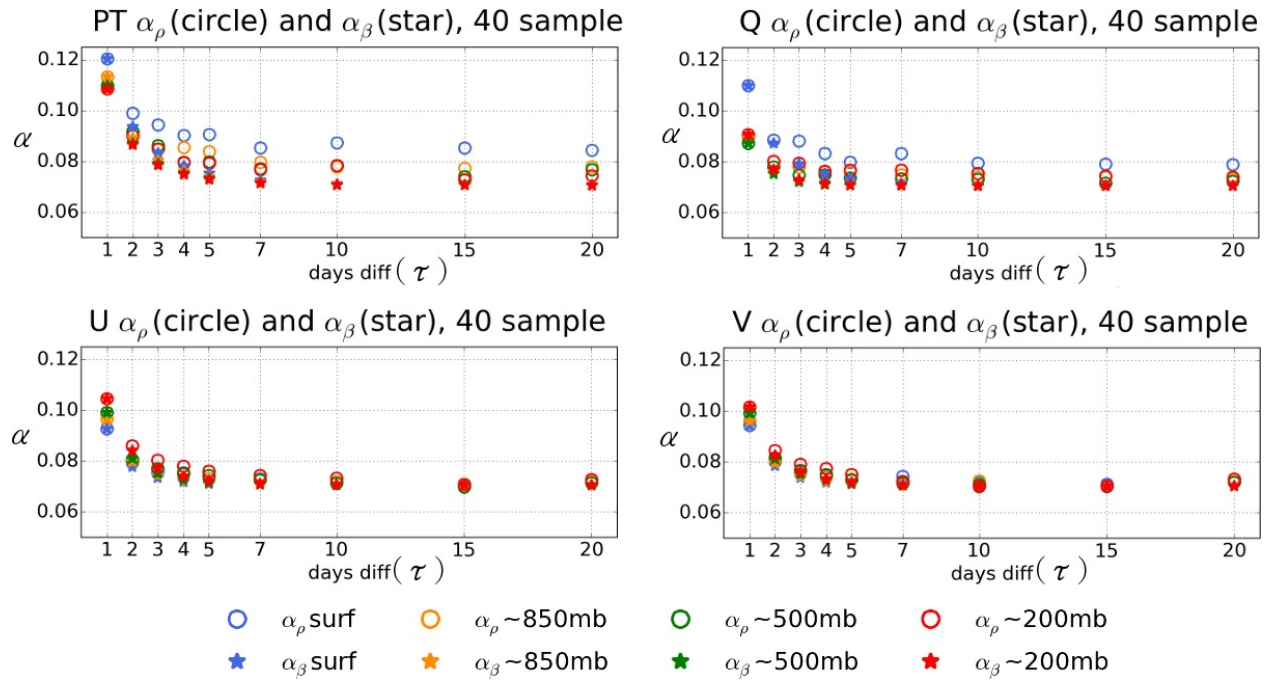 PT αρ(circle) and αβ(star), 40 sample
0.12
0.10
α
0.08
0.06
1 2 3 4 5 7 10 15 20
days diff(τ)
Q αρ(circle) and αβ(star), 40 sample
0.12
0.10
α
0.08
0.06
1 2 3 4 5 7 10 15 20
days diff(τ)
U αρ(circle) and αβ(star), 40 sample
0.12
0.10
α
0.08
0.06
1 2 3 4 5 7 10 15 20
days diff(τ)
V αρ(circle) and αβ(star), 40 sample
0.12
0.10
α
0.08
0.06
1 2 3 4 5 7 10 15 20
days diff(τ)
αρ surf αρ ~850mb αρ ~500mb αρ ~200mb
αβ surf αβ ~850mb αβ ~500mb αβ ~200mb